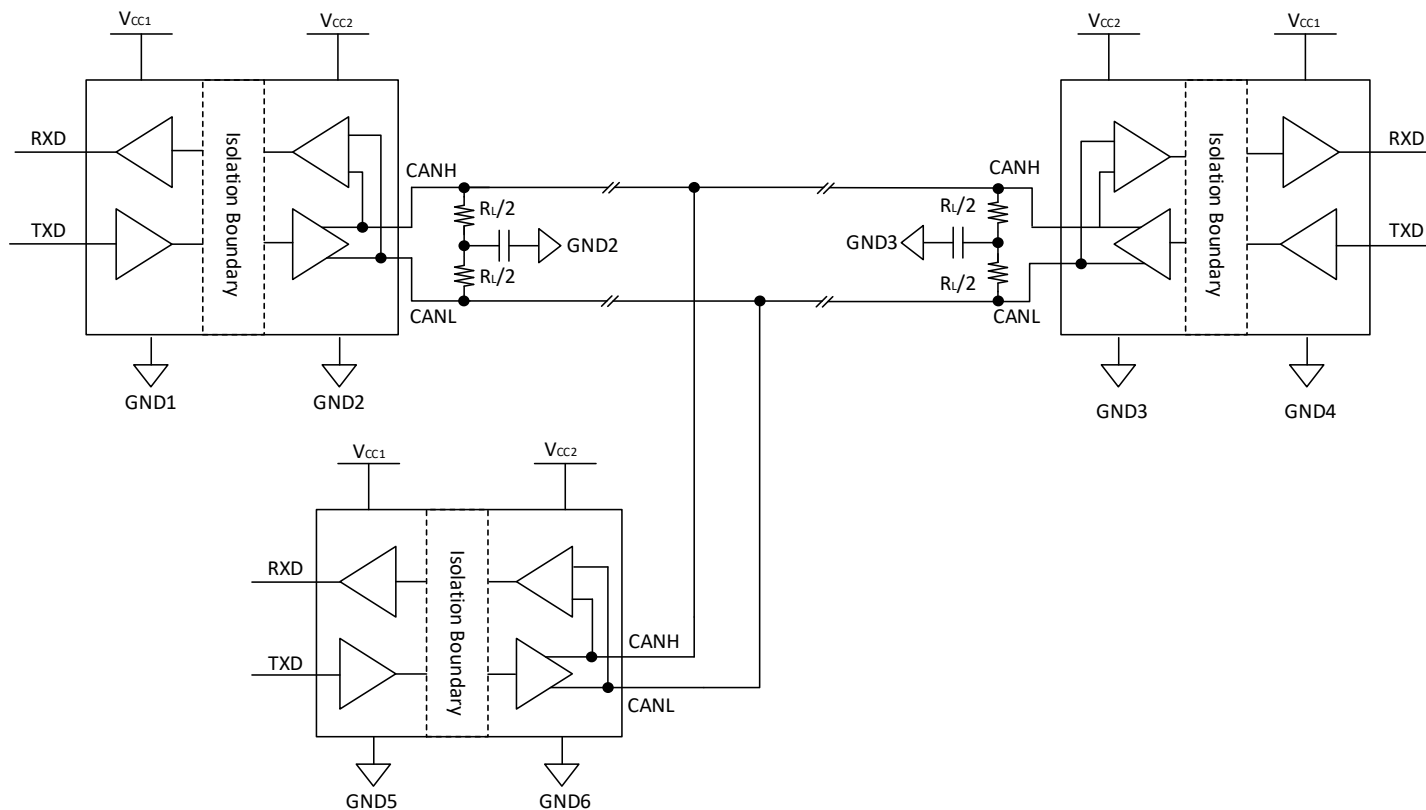 VCC1
VCC2
VCC2
VCC1
RXD
Isolation Boundary
CANH
CANH
Isolation Boundary
RXD
RL/2
RL/2
TXD
GND2
GND3
TXD
RL/2
RL/2
CANL
CANL
GND1
GND2
GND3
GND4
VCC1
VCC2
RXD
Isolation Boundary
CANH
TXD
CANL
GND5
GND6